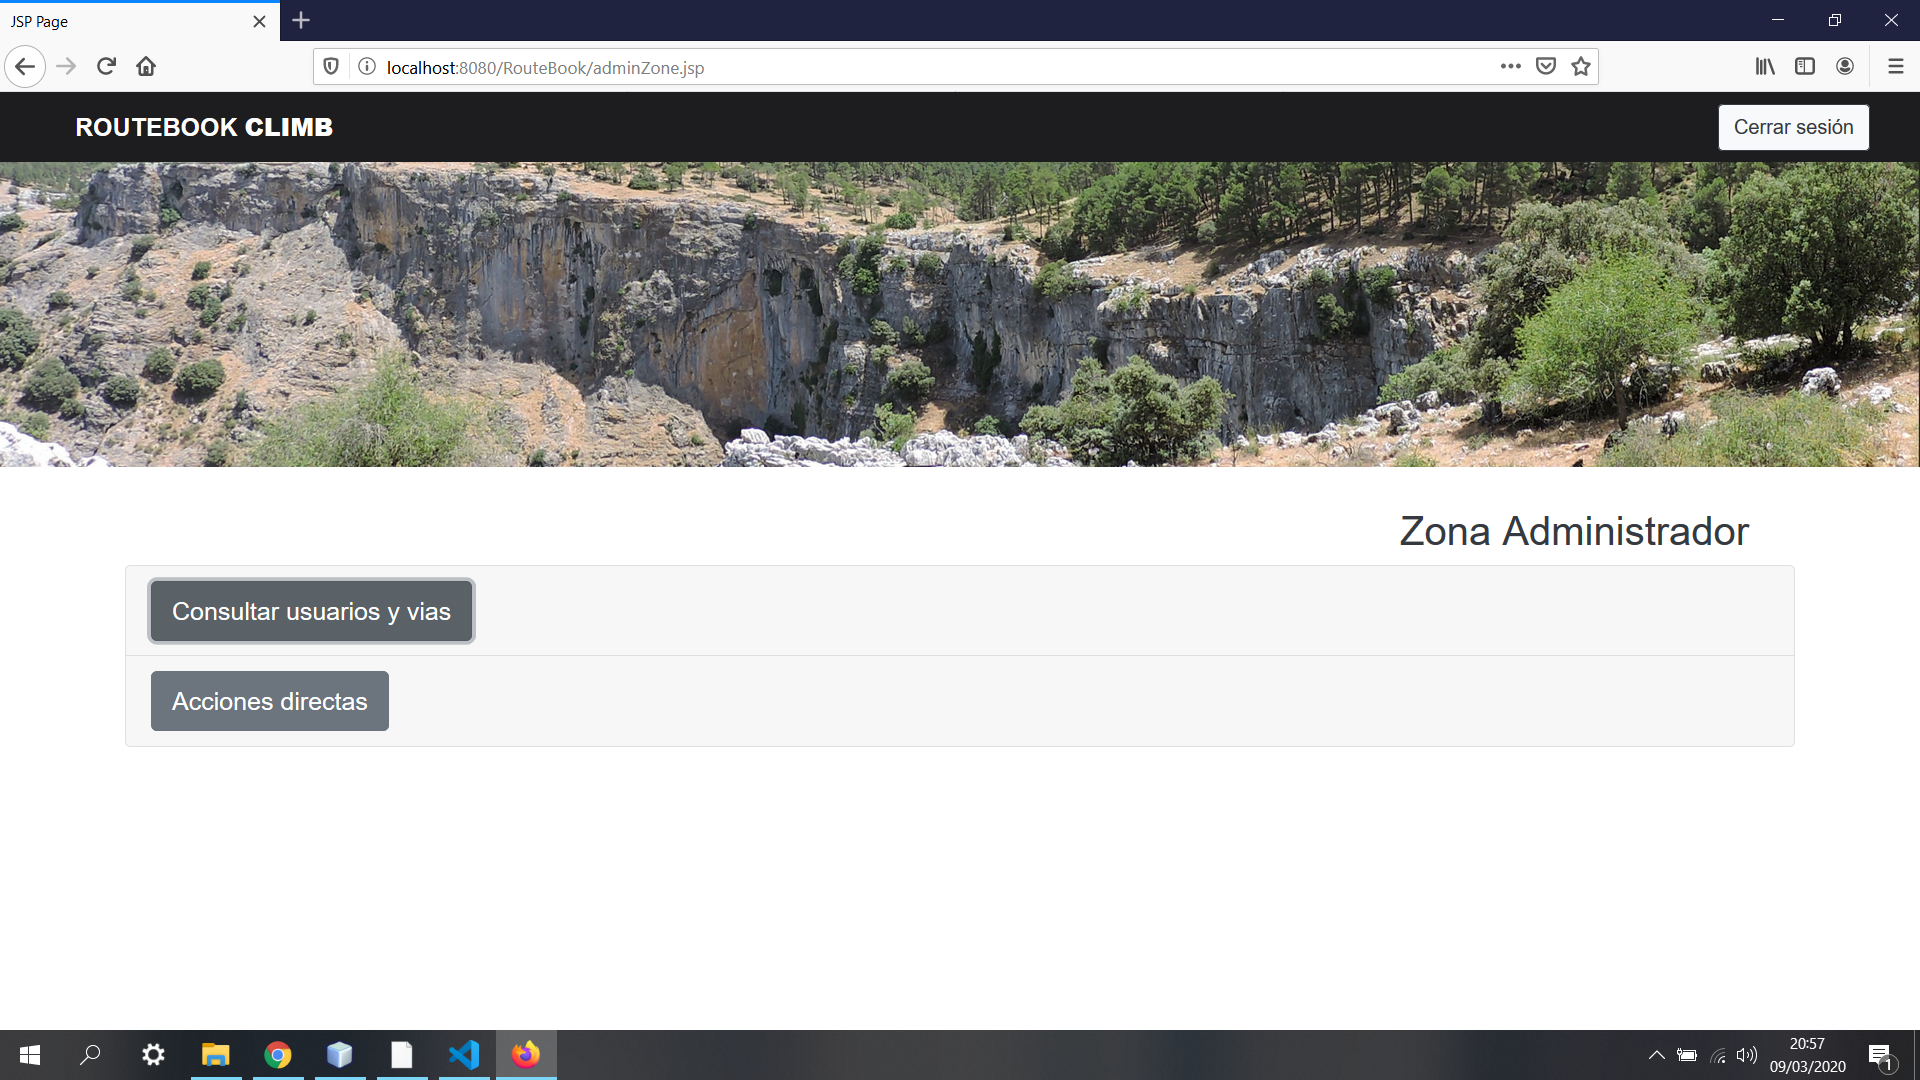 JSP Page
localhost:8080/RouteBook/adminZone.jsp
ROUTEBOOK CLIMB
Cerrar sesión
Zona Administrador
Consultar usuarios y vias
Acciones directas
20:57
09/03/2020
1